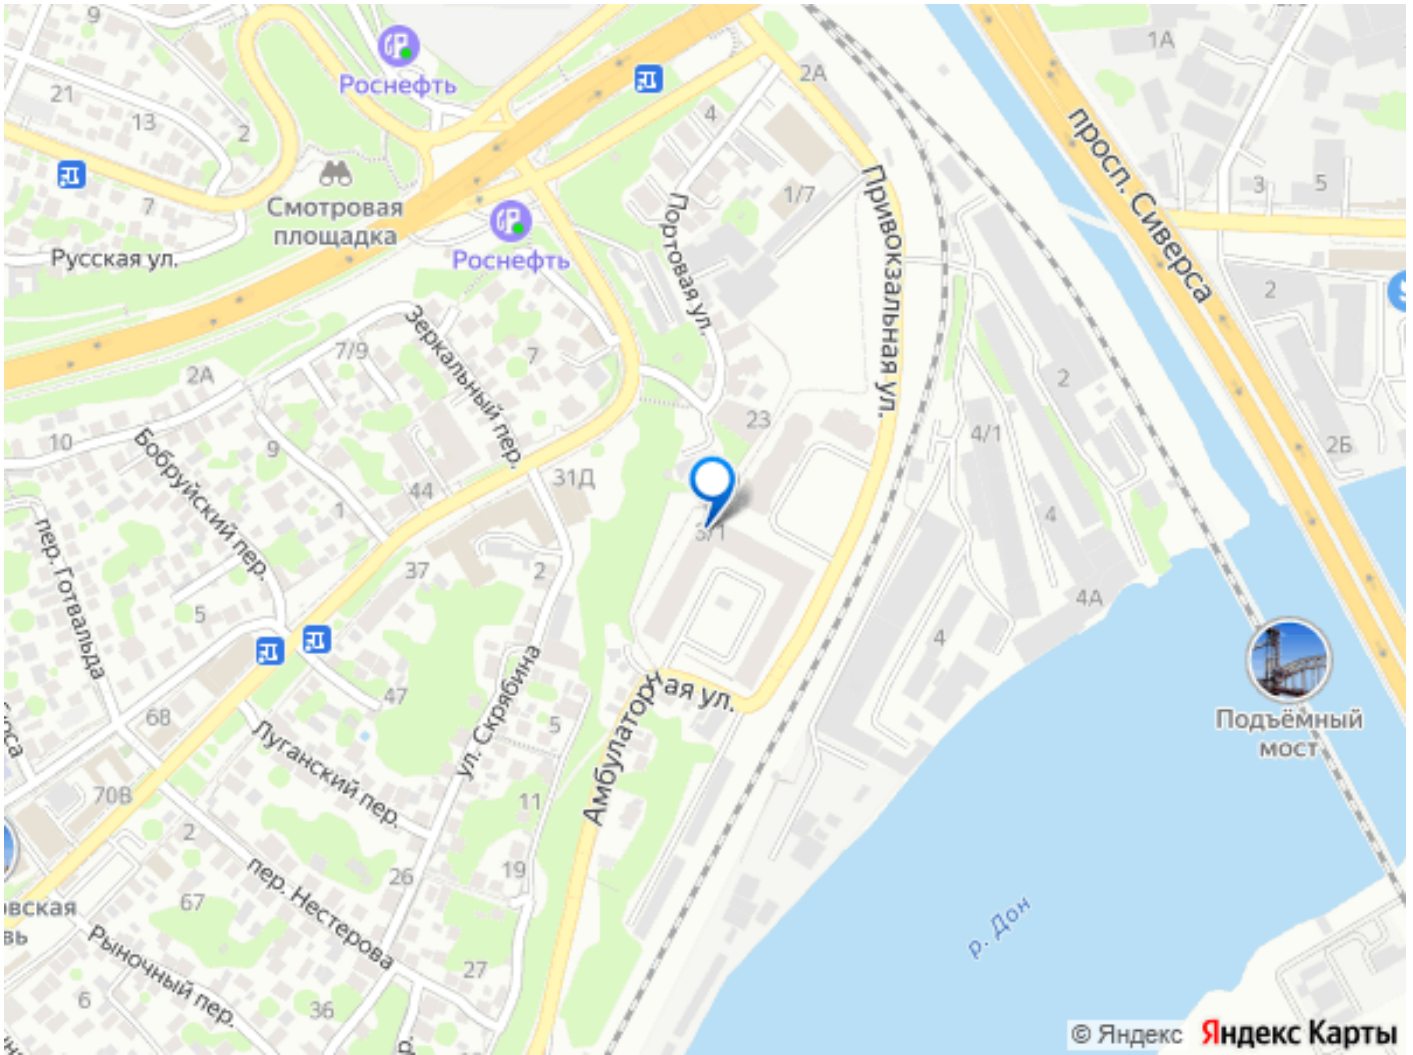 9
Роснефть
1А
2А
21
13
2
4
просп. Сиверса
3
5
1/7
7
Смотровая
площадка
Русская ул.
Роснефть
Портовая ул.
Привокзальная ул.
2
Зеркальный пер.
7/9
7
2А
2
10
Бобруйский пер.
9
23
4/1
2Б
31Д
44
1
4
пер. Готвальда
37
2
5
4А
4
47
ул. Скрябина
Амбулаторная ул.
68
5
Подъёмный
мост
Луганский пер.
70В
11
2
19
26
пер. Нестерова
67
р. Дон
Рыночный пер.
27
6
36
© Яндекс Яндекс Карты